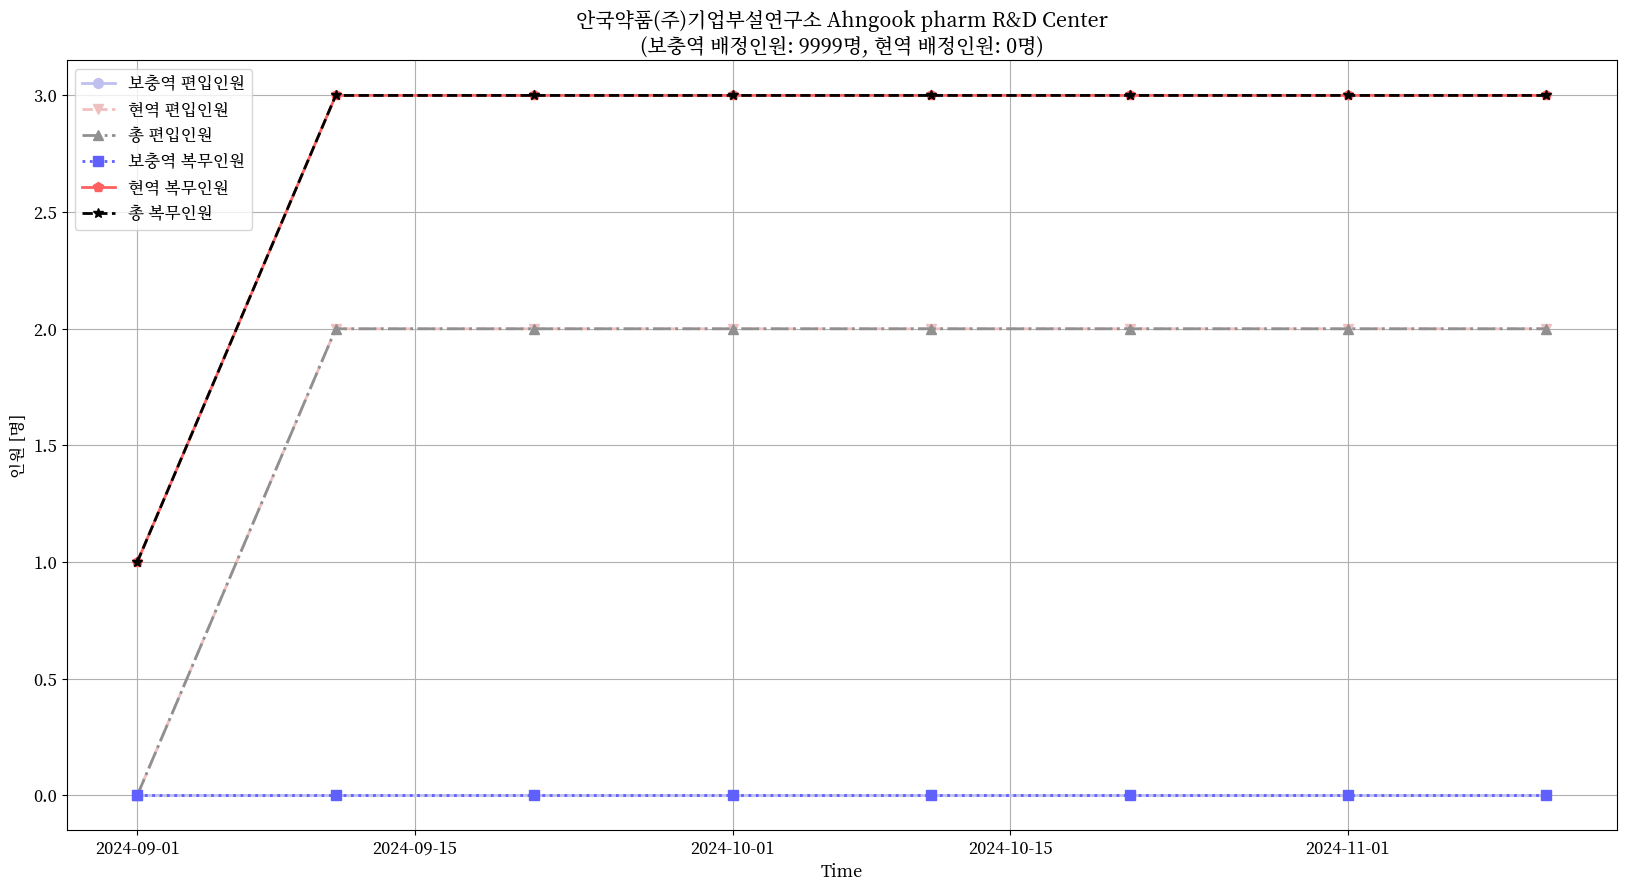 안국약품(주)기업부설연구소 Ahngook pharm R&D Center
(보충역 배정인원: 9999명, 현역 배정인원: 0명)
보충역 편입인원
현역 편입인원
총 편입인원
보충역 복무인원
현역 복무인원
총 복무인원
인원 [명]
3.0
2.5
2.0
1.5
1.0
0.5
0.0
2024-09-01
2024-09-15
2024-10-01
2024-10-15
2024-11-01
Time